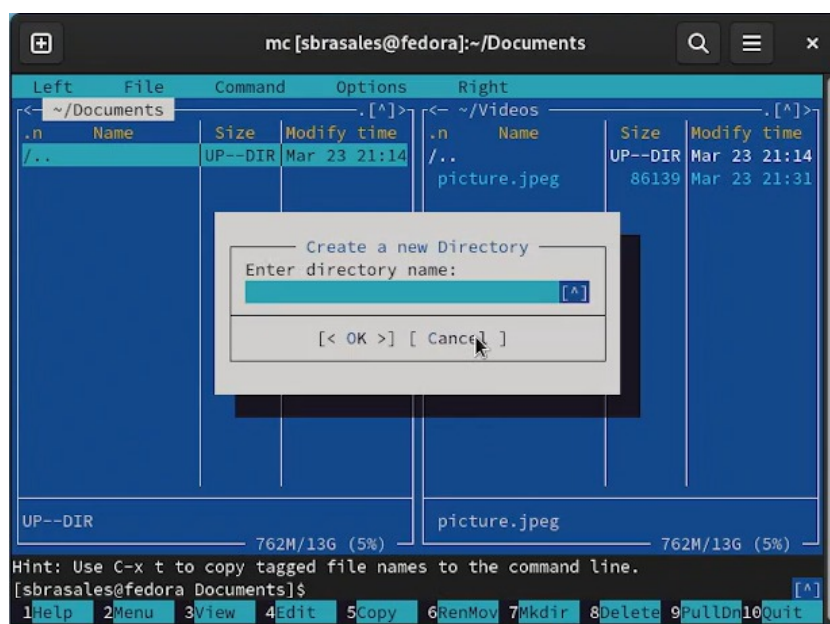 mc [sbrasales@fedora]:~/Documents
Left File Command Options Right
<- ~/Documents .[^]> <- ~/Videos .[^]>
.n Name Size Modify time .n Name Size Modify time
/.. UP--DIR Mar 23 21:14 /.. UP--DIR Mar 23 21:14
picture.jpeg 86139 Mar 23 21:31
Create a new Directory
Enter directory name:
[^]
[< OK >] [ Cancel ]
UP--DIR picture.jpeg
762M/13G (5%) 762M/13G (5%)
Hint: Use C-x t to copy tagged file names to the command line.
[sbrasales@fedora Documents]$ [^]
1Help 2Menu 3View 4Edit 5Copy 6RenMov 7Mkdir 8Delete 9PullDn 10Quit